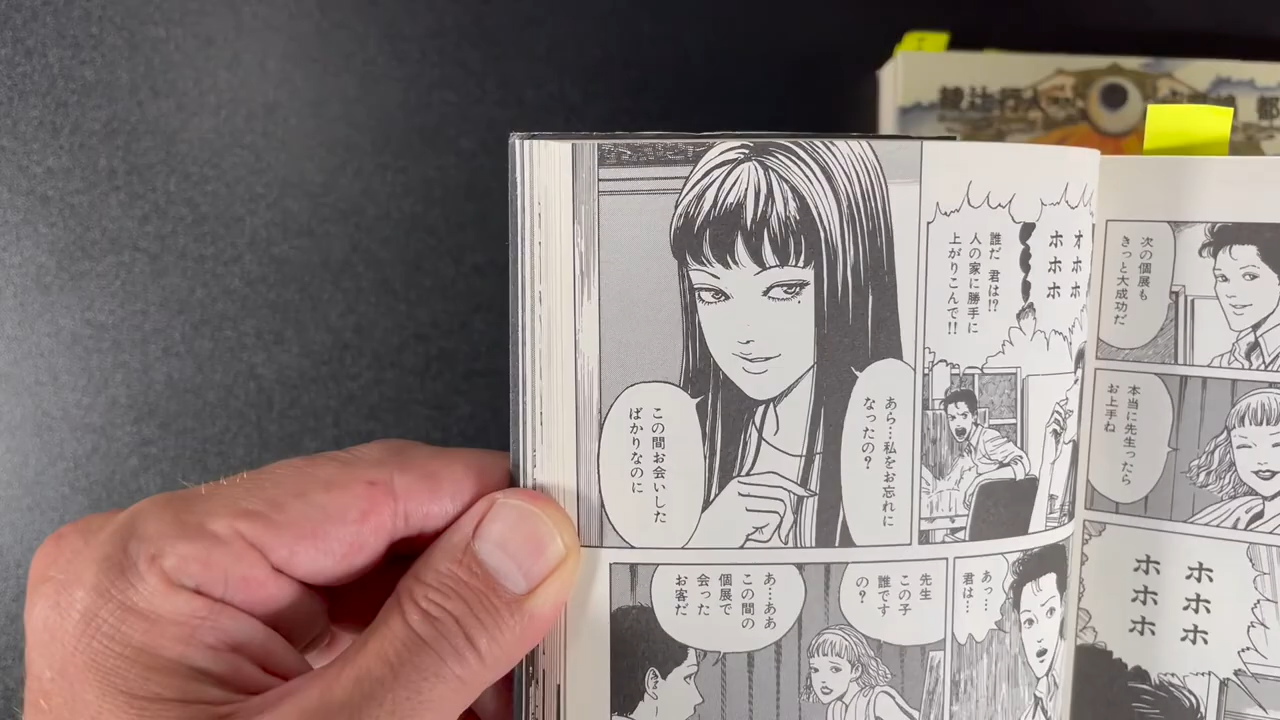 綾辻行人
都
次の個展も
きっと大成功だ
本当に先生ったら
お上手ね
ホホホ
ホホホ
オホホ
ホホホ
誰だ 君は!?
人の家に勝手に
上がりこんで!!
あら…私をお忘れに
なったの?
この間お会いした
ばかりなのに
あっ…
君は…
先生
この子
誰です
の?
あ…ああ
この間の
個展で
会った
お客だ